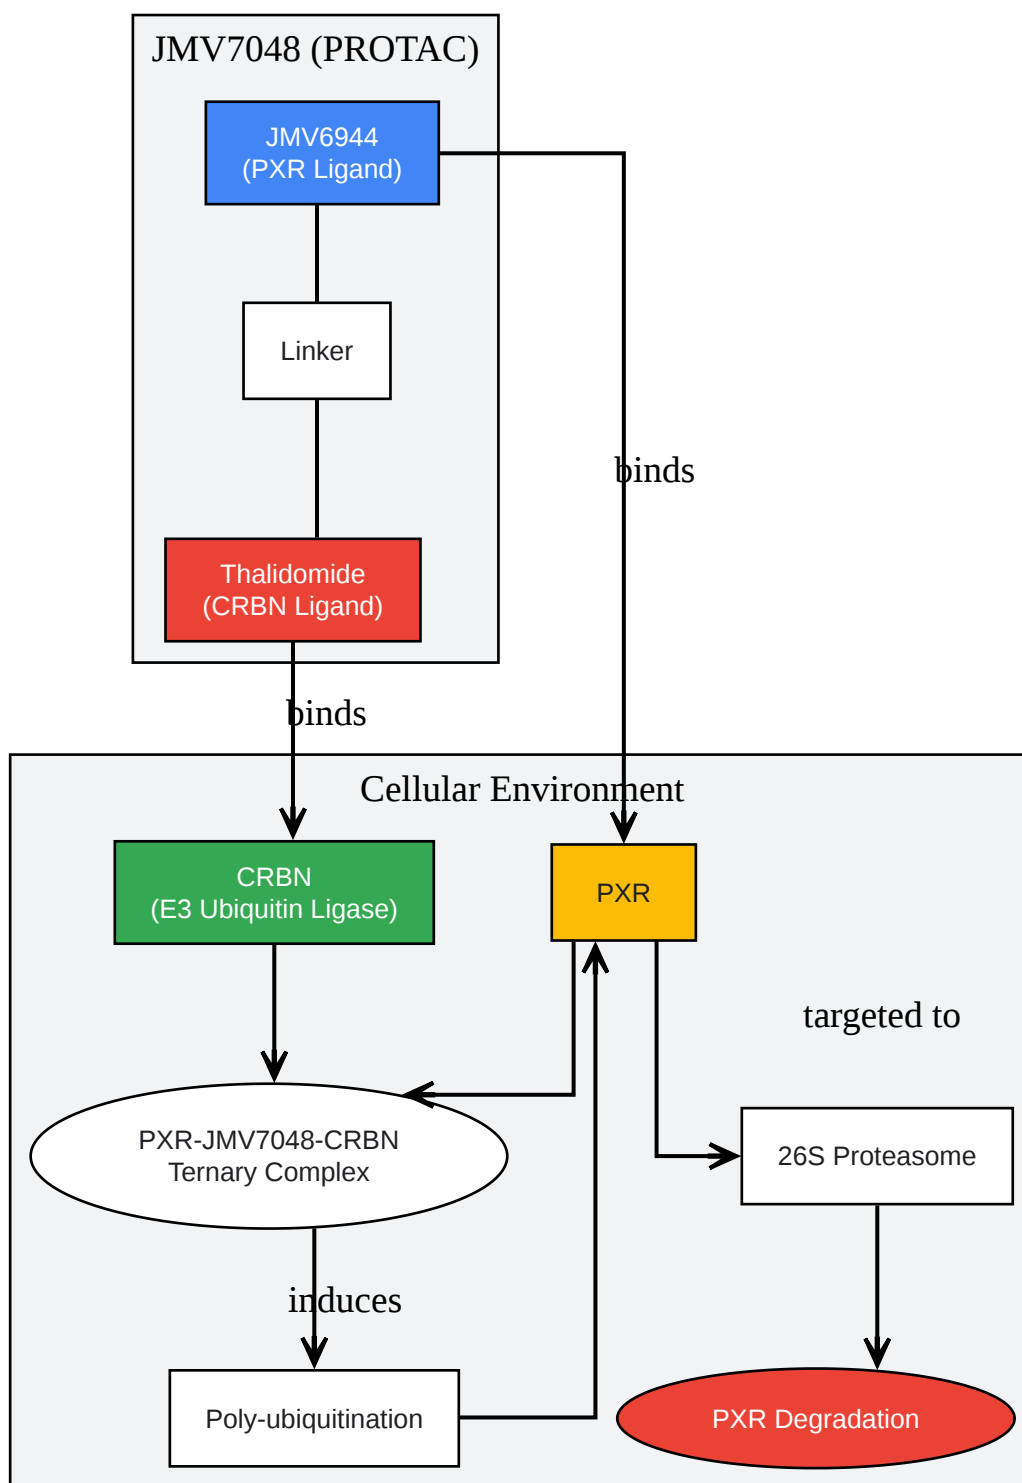 JMV7048 (PROTAC)
JMV6944
(PXR Ligand)
Linker
binds
Thalidomide
(CRBN Ligand)
binds
Cellular Environment
CRBN
(E3 Ubiquitin Ligase)
PXR
targeted to
PXR-JMV7048-CRBN
Ternary Complex
26S Proteasome
induces
Poly-ubiquitination
PXR Degradation